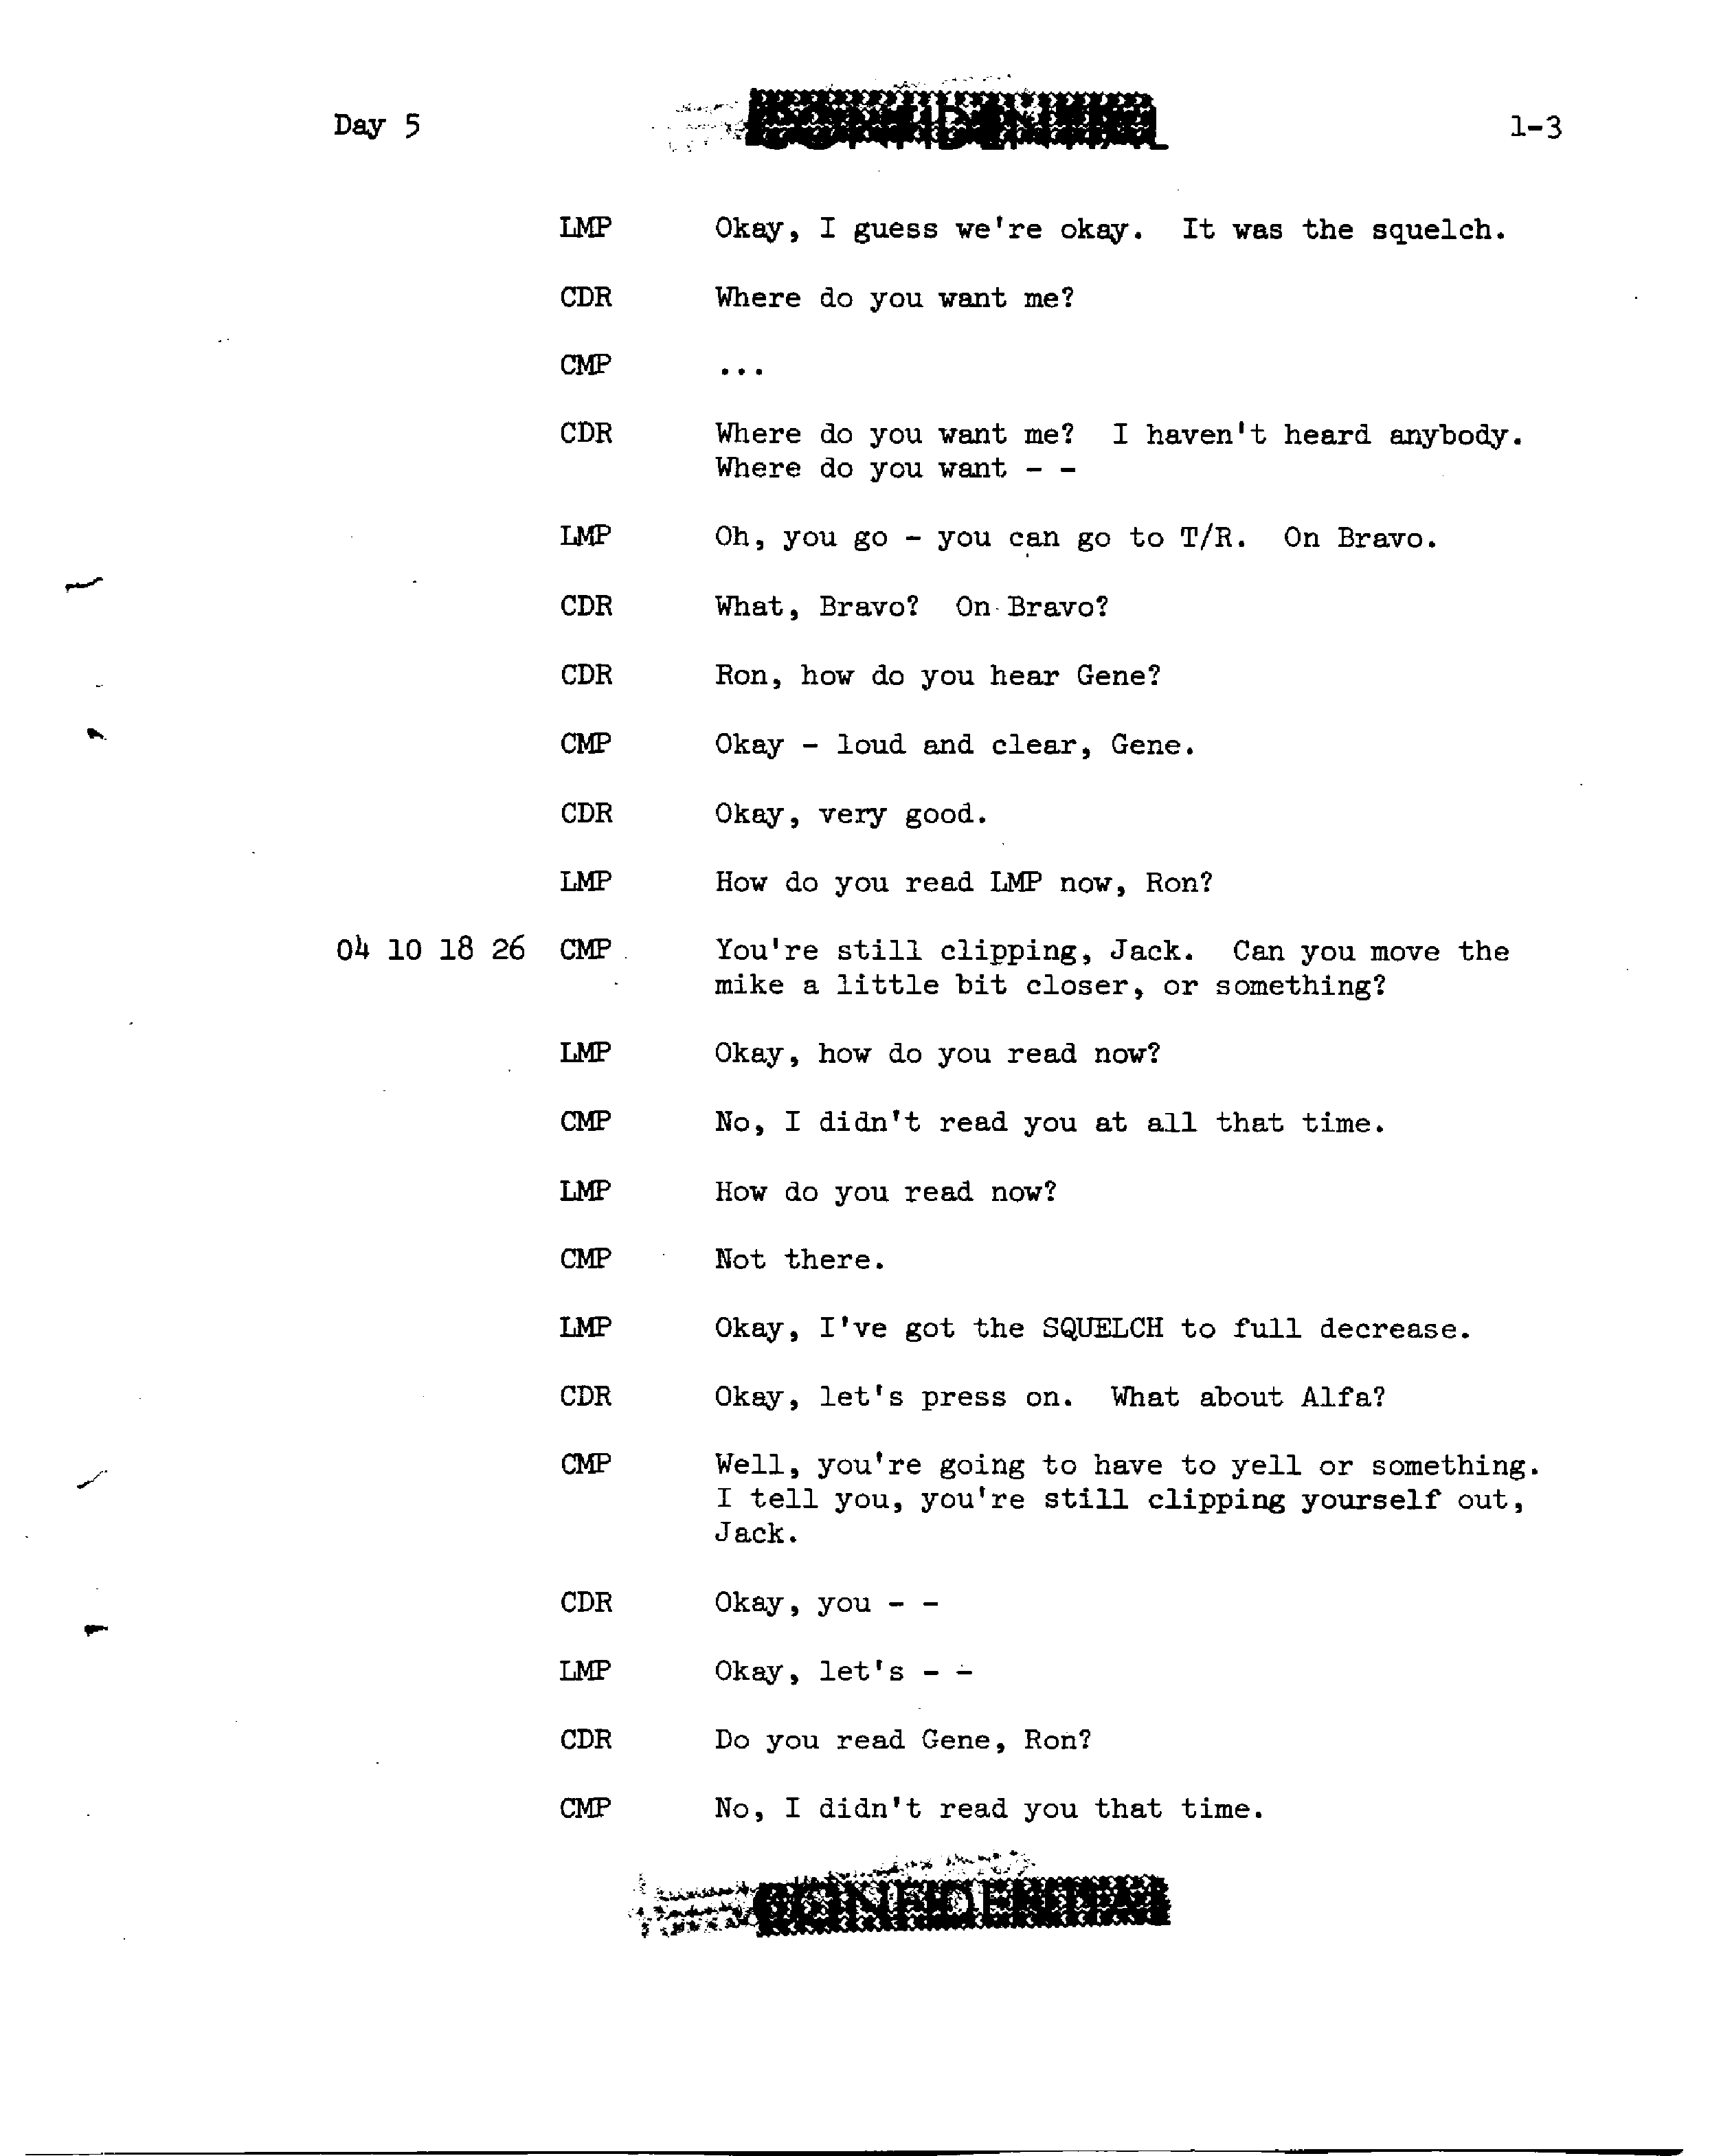 Day 5
CONFIDENTIAL
1-3
LMP Okay, I guess we're okay. It was the squelch.
CDR Where do you want me?
CMP ...
CDR Where do you want me? I haven't heard anybody.
Where do you want - -
LMP Oh, you go - you can go to T/R. On Bravo.
CDR What, Bravo? On Bravo?
CDR Ron, how do you hear Gene?
CMP Okay - loud and clear, Gene.
CDR Okay, very good.
LMP How do you read LMP now, Ron?
04 10 18 26 CMP You're still clipping, Jack. Can you move the
mike a little bit closer, or something?
LMP Okay, how do you read now?
CMP No, I didn't read you at all that time.
LMP How do you read now?
CMP Not there.
LMP Okay, I've got the SQUELCH to full decrease.
CDR Okay, let's press on. What about Alfa?
CMP Well, you're going to have to yell or something.
I tell you, you're still clipping yourself out,
Jack.
CDR Okay, you - -
LMP Okay, let's - -
CDR Do you read Gene, Ron?
CMP No, I didn't read you that time.
CONFIDENTIAL